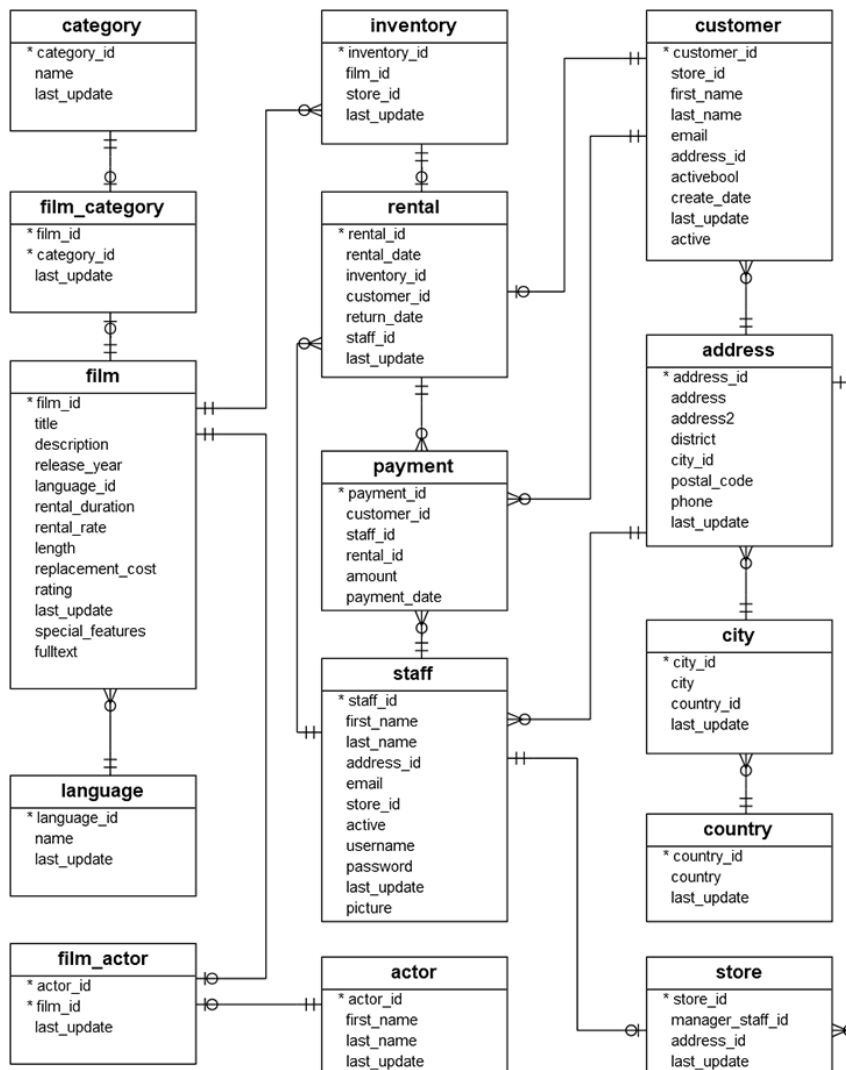 category
* category_id
name
last_update
film_category
* film_id
* category_id
last_update
film
* film_id
title
description
release_year
language_id
rental_duration
rental_rate
length
replacement_cost
rating
last_update
special_features
fulltext
language
* language_id
name
last_update
film_actor
* actor_id
* film_id
last_update
inventory
* inventory_id
film_id
store_id
last_update
rental
* rental_id
rental_date
inventory_id
customer_id
return_date
staff_id
last_update
payment
* payment_id
customer_id
staff_id
rental_id
amount
payment_date
staff
* staff_id
first_name
last_name
address_id
email
store_id
active
username
password
last_update
picture
actor
* actor_id
first_name
last_name
last_update
customer
* customer_id
store_id
first_name
last_name
email
address_id
activebool
create_date
last_update
active
address
* address_id
address
address2
district
city_id
postal_code
phone
last_update
city
* city_id
city
country_id
last_update
country
* country_id
country
last_update
store
* store_id
manager_staff_id
address_id
last_update